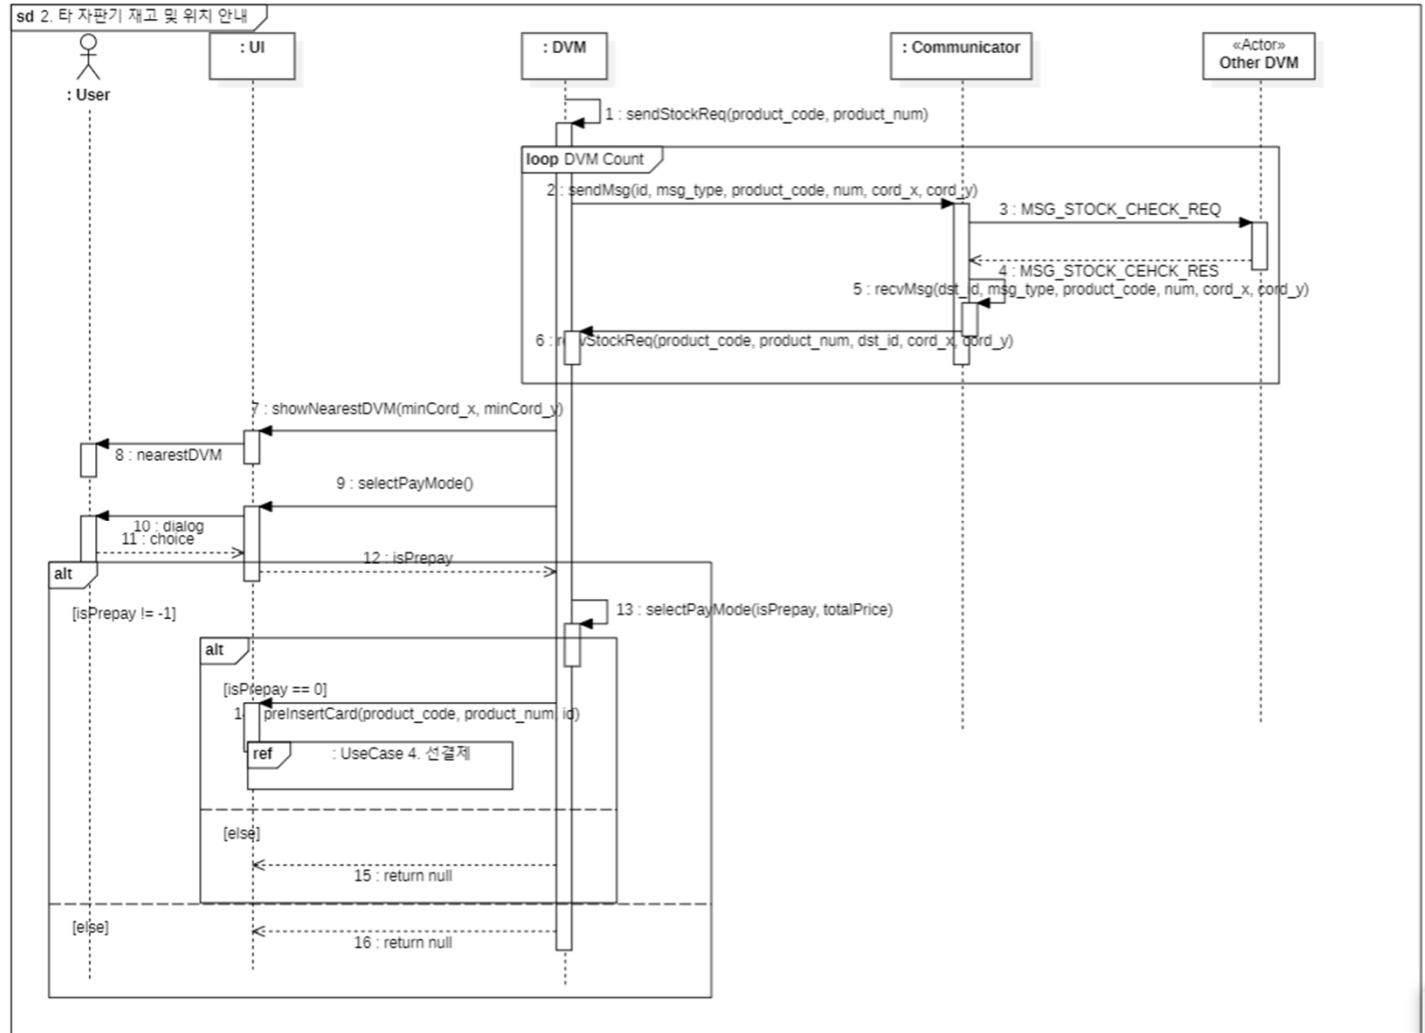 sd 2. 타 자판기 재고 및 위치 안내
: User
: UI
: DVM
: Communicator
«Actor»
Other DVM
1 : sendStockReq(product_code, product_num)
loop DVM Count
2 : sendMsg(id, msg_type, product_code, num, cord_x, cord_y)
3 : MSG_STOCK_CHECK_REQ
4 : MSG_STOCK_CEHCK_RES
5 : recvMsg(dst_id, msg_type, product_code, num, cord_x, cord_y)
6 : recvStockReq(product_code, product_num, dst_id, cord_x, cord_y)
7 : showNearestDVM(minCord_x, minCord_y)
8 : nearestDVM
9 : selectPayMode()
10 : dialog
11 : choice
12 : isPrepay
alt
[isPrepay != -1]
13 : selectPayMode(isPrepay, totalPrice)
alt
[isPrepay == 0]
14 : preInsertCard(product_code, product_num, id)
ref : UseCase 4. 선결제
[else]
15 : return null
[else]
16 : return null